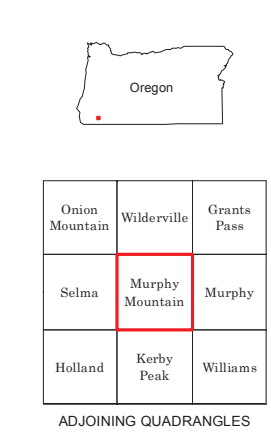 Oregon
Onion
Mountain
Wilderville
Grants
Pass
Selma
Murphy
Mountain
Murphy
Holland
Kerby
Peak
Williams
ADJOINING QUADRANGLES